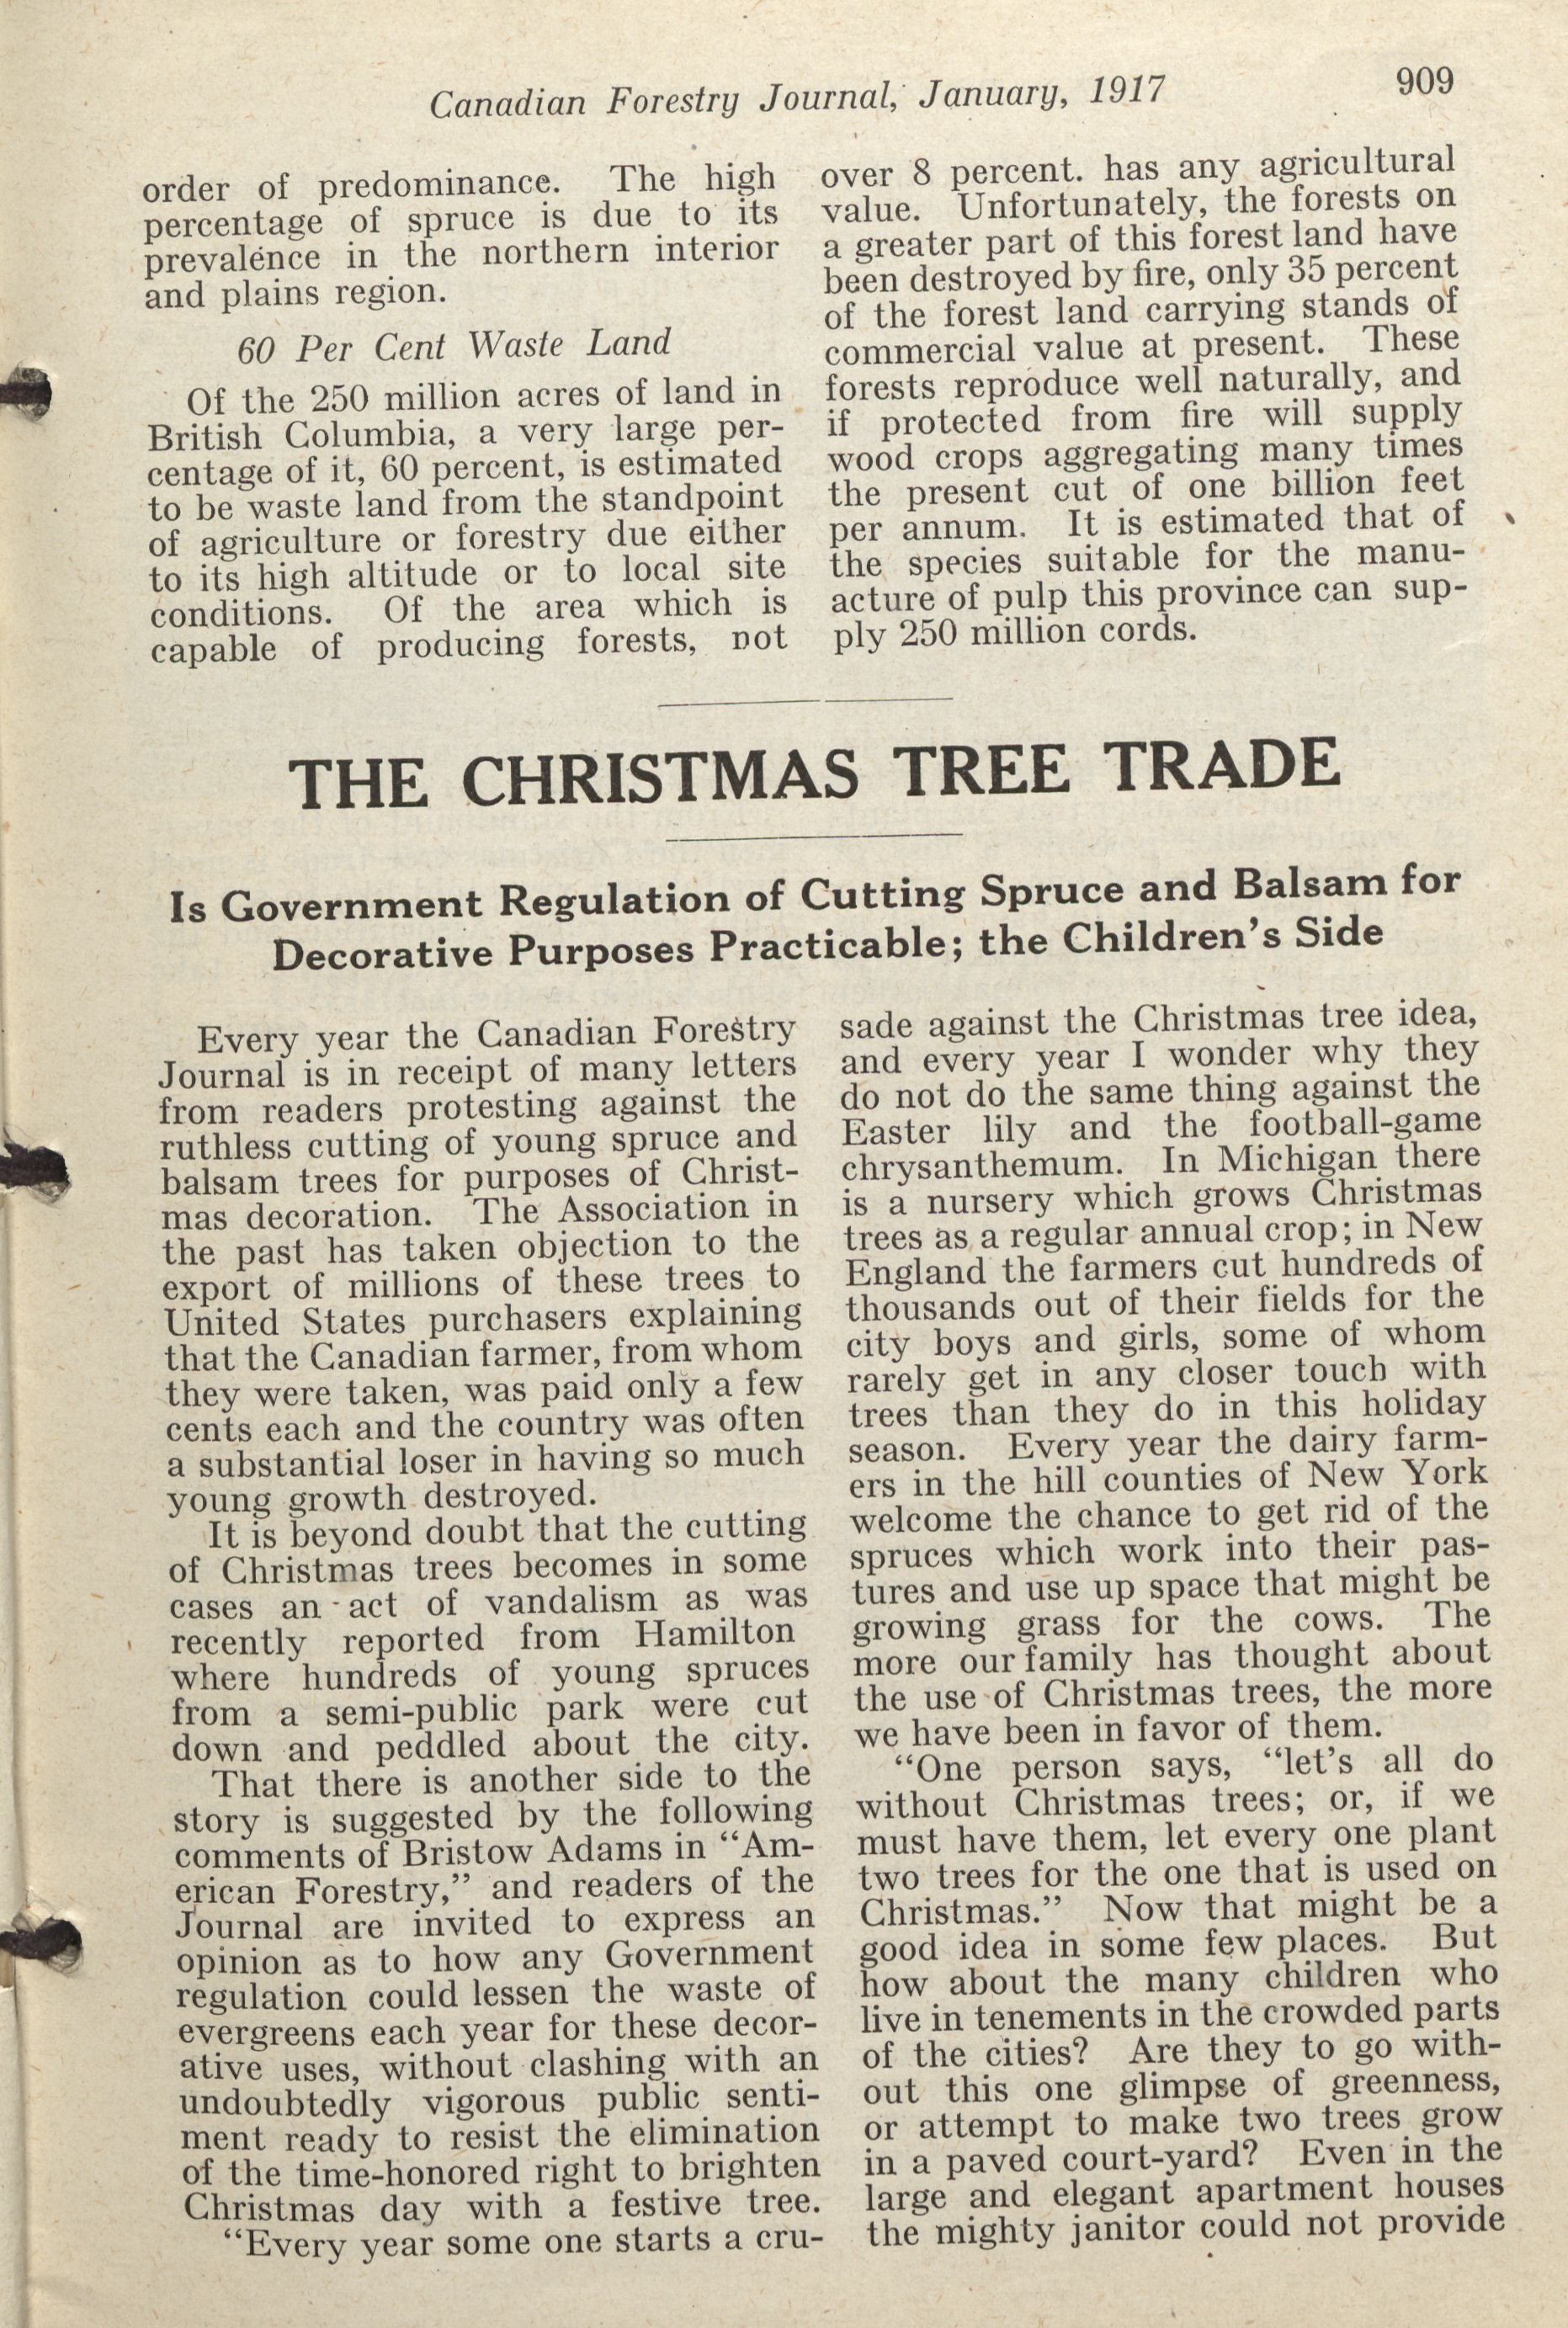 Canadian Forestry Journal, January, 1917
909
order of predominance. The high
percentage of spruce is due to its
prevalence in the northern interior
and plains region.
60 Per Cent Waste Land
Of the 250 million acres of land in
British Columbia, a very large per-
centage of it, 60 percent, is estimated
to be waste land from the standpoint
of agriculture or forestry due either
to its high altitude or to local site
conditions. Of the area which is
capable of producing forests, not
over 8 percent. has any agricultural
value. Unfortunately, the forests on
a greater part of this forest land have
been destroyed by fire, only 35 percent
of the forest land carrying stands of
commercial value at present. These
forests reproduce well naturally, and
if protected from fire will supply
wood crops aggregating many times
the present cut of one billion feet
per annum. It is estimated that of
the species suitable for the manu-
acture of pulp this province can sup-
ply 250 million cords.
THE CHRISTMAS TREE TRADE
Is Government Regulation of Cutting Spruce and Balsam for
Decorative Purposes Practicable; the Children's Side
Every year the Canadian Forestry
Journal is in receipt of many letters
from readers protesting against the
ruthless cutting of young spruce and
balsam trees for purposes of Christ-
mas decoration. The Association in
the past has taken objection to the
export of millions of these trees to
United States purchasers explaining
that the Canadian farmer, from whom
they were taken, was paid only a few
cents each and the country was often
a substantial loser in having so much
young growth destroyed.
It is beyond doubt that the cutting
of Christmas trees becomes in some
cases an act of vandalism as was
recently reported from Hamilton
where hundreds of young spruces
from a semi-public park were cut
down and peddled about the city.
That there is another side to the
story is suggested by the following
comments of Bristow Adams in "Am-
erican Forestry," and readers of the
Journal are invited to express an
opinion as to how any Government
regulation could lessen the waste of
evergreens each year for these decor-
ative uses, without clashing with an
undoubtedly vigorous public senti-
ment ready to resist the elimination
of the time-honored right to brighten
Christmas day with a festive tree.
"Every year some one starts a cru-
sade against the Christmas tree idea,
and every year I wonder why they
do not do the same thing against the
Easter lily and the football-game
chrysanthemum. In Michigan there
is a nursery which grows Christmas
trees as a regular annual crop; in New
England the farmers cut hundreds of
thousands out of their fields for the
city boys and girls, some of whom
rarely get in any closer touch with
trees than they do in this holiday
season. Every year the dairy farm-
ers in the hill counties of New York
welcome the chance to get rid of the
spruces which work into their pas-
tures and use up space that might be
growing grass for the cows. The
more our family has thought about
the use of Christmas trees, the more
we have been in favor of them.
"One person says, "let's all do
without Christmas trees; or, if we
must have them, let every one plant
two trees for the one that is used on
Christmas." Now that might be a
good idea in some few places. But
how about the many children who
live in tenements in the crowded parts
of the cities? Are they to go with-
out this one glimpse of greenness,
or attempt to make two trees grow
in a paved court-yard? Even in the
large and elegant apartment houses
the mighty janitor could not provide